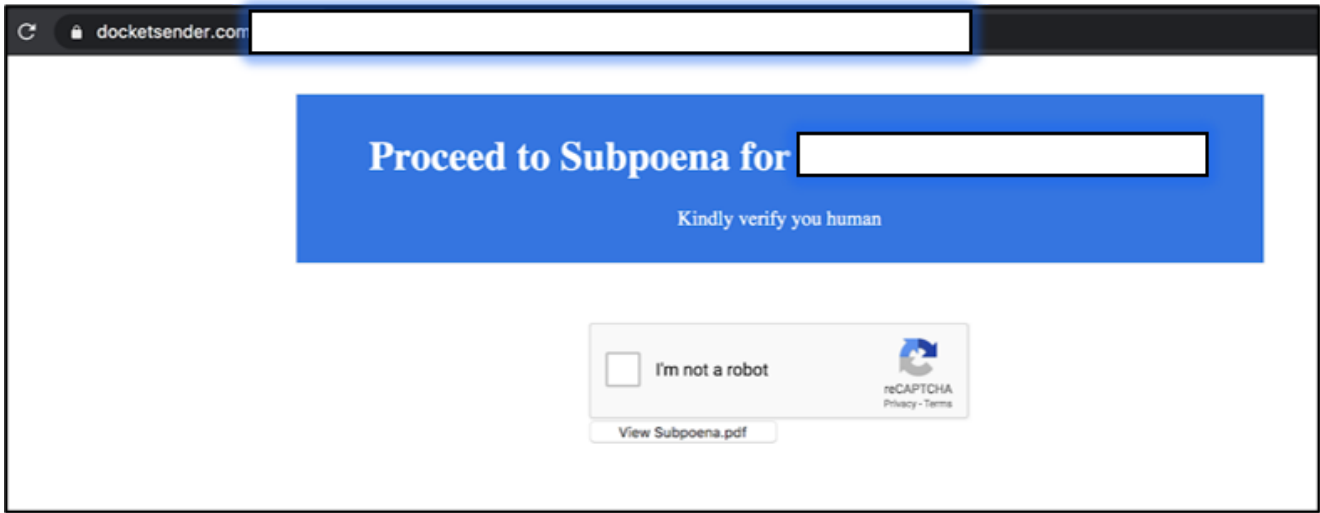 docketsender.com
Proceed to Subpoena for
Kindly verify you human
I'm not a robot
reCAPTCHA
Privacy - Terms
View Subpoena.pdf